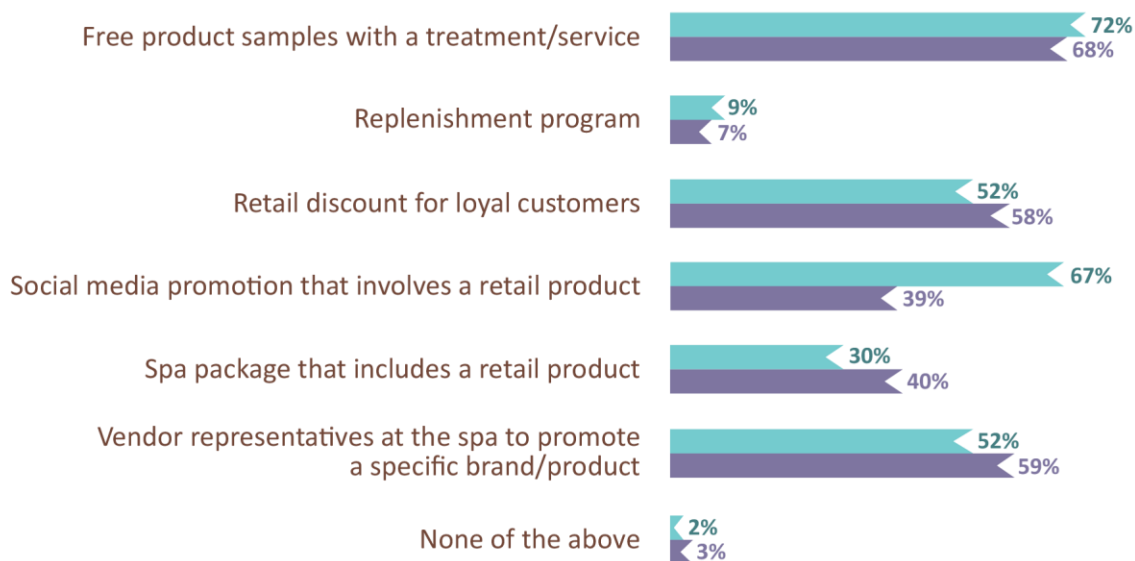 Free product samples with a treatment/service
72%
68%
Replenishment program
9%
7%
Retail discount for loyal customers
52%
58%
Social media promotion that involves a retail product
67%
39%
Spa package that includes a retail product
30%
40%
Vendor representatives at the spa to promote
a specific brand/product
52%
59%
None of the above
2%
3%